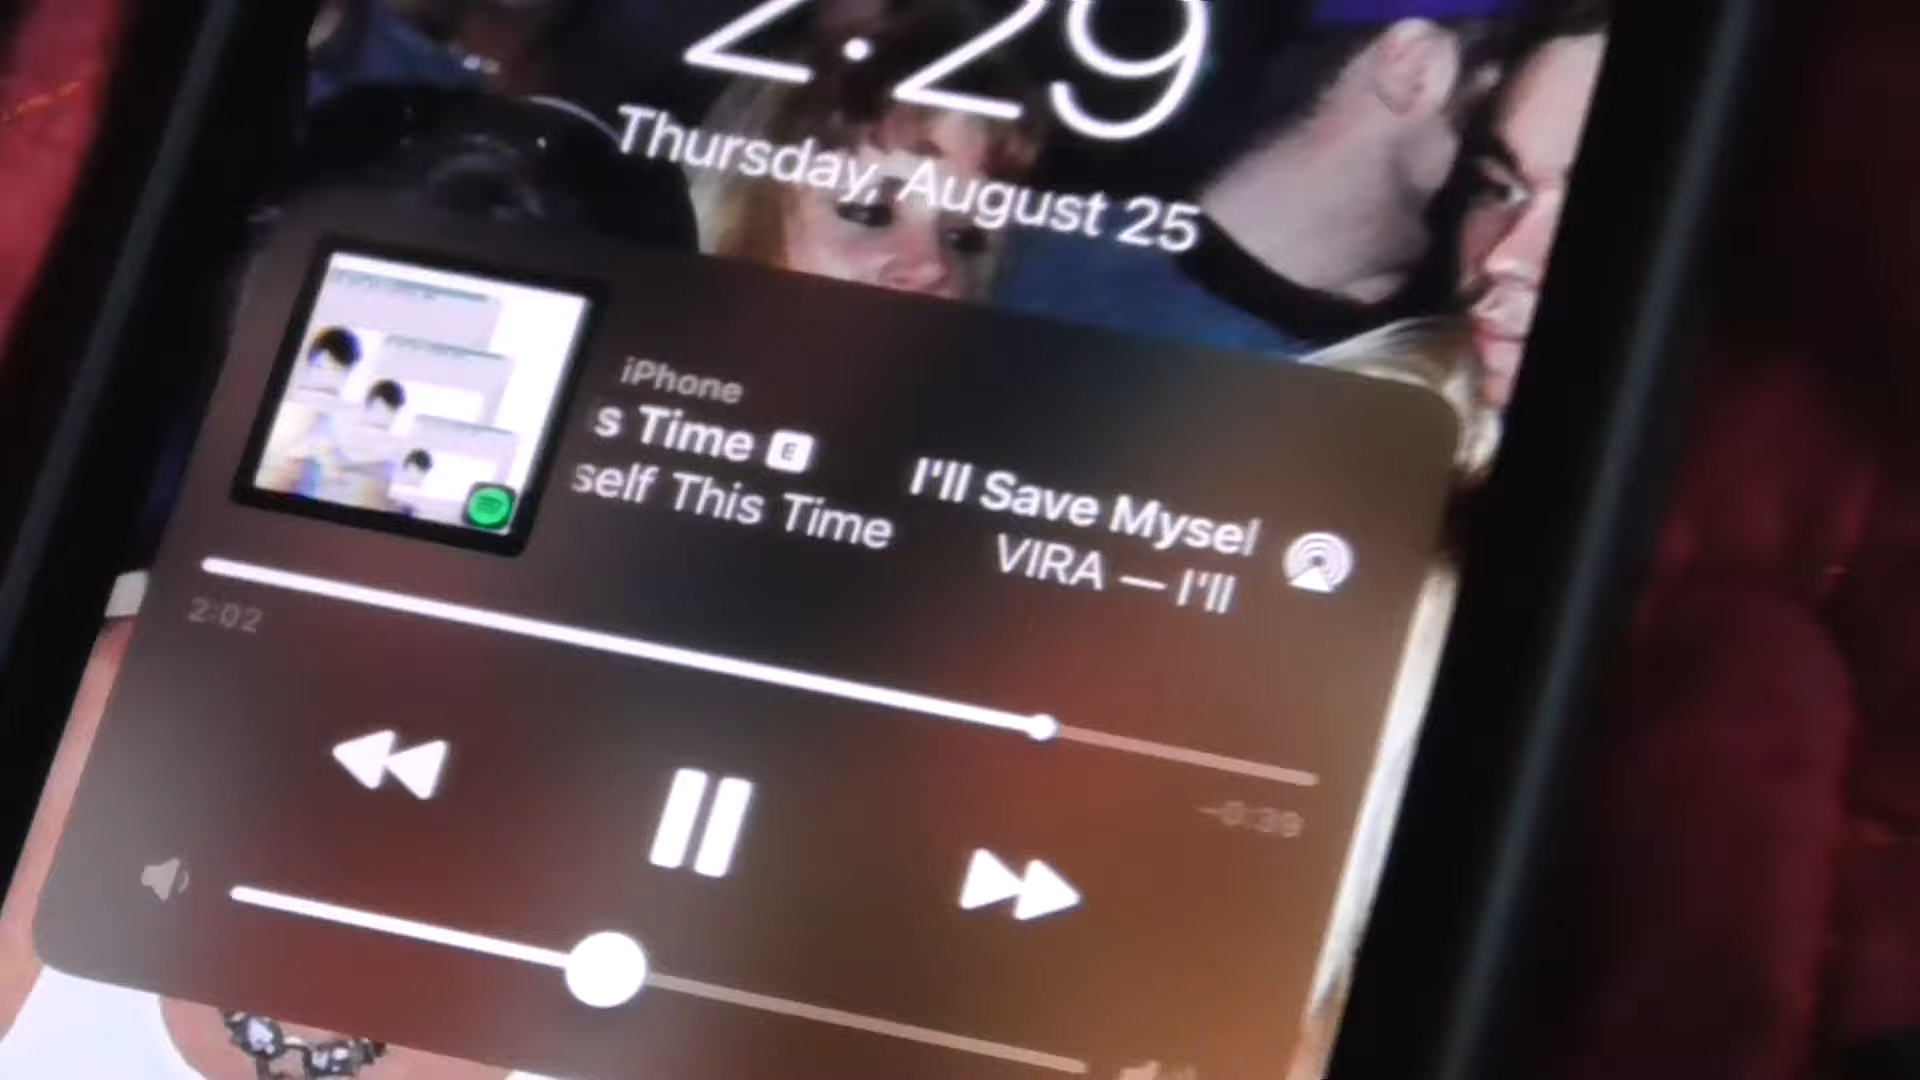 2:29
Thursday, August 25
iPhone
s Time E I'll Save Mysel
self This Time VIRA — I'll
2:02
-0:39